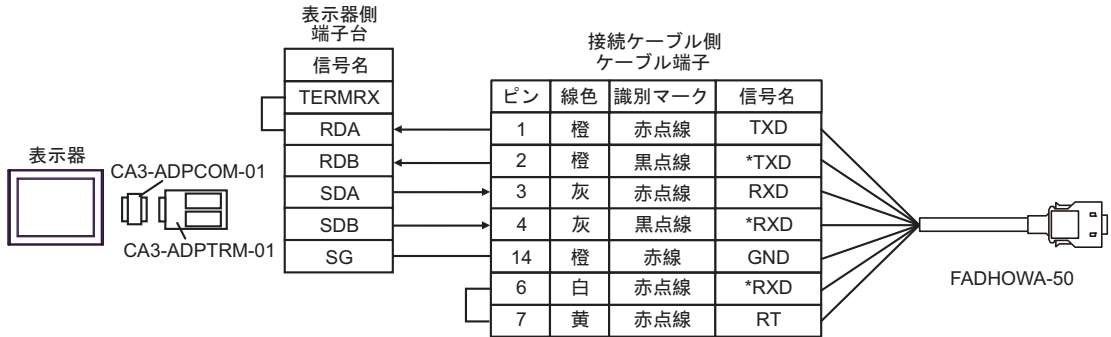 表示器側
端子台
信号名
TERMRX
RDA
RDB
SDA
SDB
SG
表示器
CA3-ADPCOM-01
CA3-ADPTRM-01
接続ケーブル側
ケーブル端子
ピン 線色 識別マーク 信号名
1 橙 赤点線 TXD
2 橙 黒点線 *TXD
3 灰 赤点線 RXD
4 灰 黒点線 *RXD
14 橙 赤線 GND
6 白 赤点線 *RXD
7 黄 赤点線 RT
FADHOWA-50